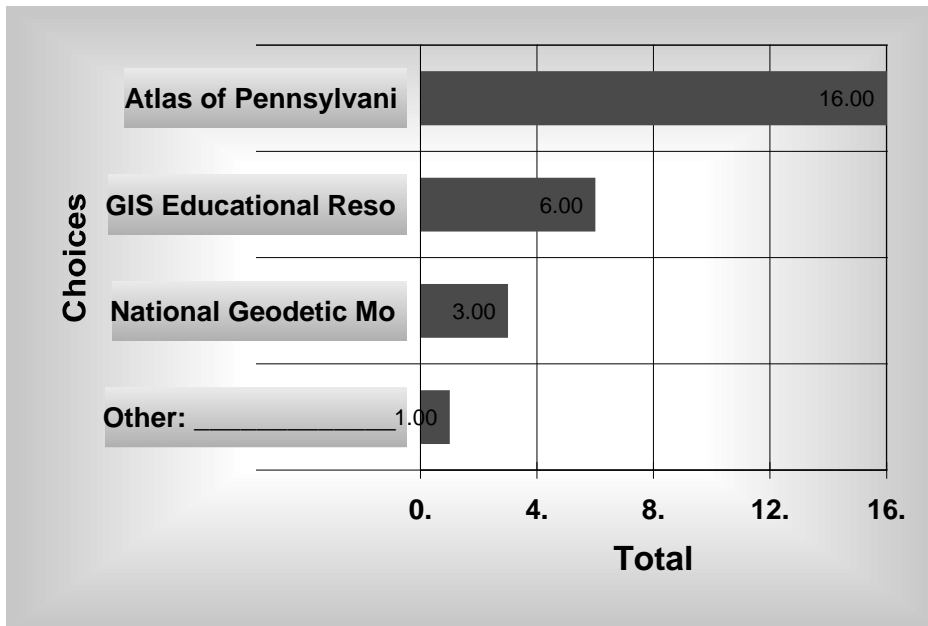 Choices
Atlas of Pennsylvani 16.00
GIS Educational Reso 6.00
National Geodetic Mo 3.00
Other: _____________ 1.00
0. 4. 8. 12. 16.
Total